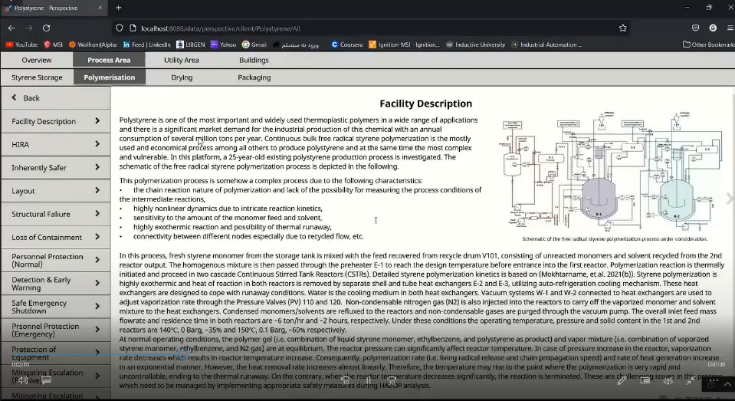 Polystyrene - Perspective
localhost:8088/data/perspective/client/Polystyrene/All
YouTube MSI WolframAlpha Feed | LinkedIn LIBGEN Yahoo Gmail ورود به سیستم Coursera Ignition MSI - Ignition... Inductive University Industrial Automation ... Other Bookmarks
Overview Process Area Utility Area Buildings
Styrene Storage Polymerisation Drying Packaging
Back
Facility Description
HIRA
Inherently Safer
Layout
Structural Failure
Loss of Containment
Personnel Protection (Normal)
Detection & Early Warning
Safe Emergency Shutdown
Prsonnel Protection (Emergency)
Protection of Equipment
Mitigating Escalation
Mitigating Escalation
Facility Description
Polystyrene is one of the most important and widely used thermoplastic polymers in a wide range of applications
and there is a significant market demand for the industrial production of this chemical with an annual
consumption of several million tons per year. Continuous bulk free radical styrene polymerization is the mostly
used and economical process among all others to produce polystyrene and at the same time the most complex
and vulnerable. In this platform, a 25-year-old existing polystyrene production process is investigated. The
schematic of the free radical styrene polymerization process is depicted in the following.
This polymerization process is somehow a complex process due to the following characteristics:
• the chain reaction nature of polymerization and lack of the possibility for measuring the process conditions of
the intermediate reactions,
• highly nonlinear dynamics due to intricate reaction kinetics,
• sensitivity to the amount of the monomer feed and solvent,
• highly exothermic reaction and possibility of thermal runaway,
• connectivity between different nodes especially due to recycled flow, etc.
Schematic of the free radical styrene polymerization process under consideration.
In this process, fresh styrene monomer from the storage tank is mixed with the feed recovered from recycle drum V101, consisting of unreacted monomers and solvent recycled from the 2nd
reactor output. The homogenous mixture is then passed through the preheater E-1 to reach the design temperature before entrance into the first reactor. Polymerization reaction is thermally
initiated and proceed in two cascade Continuous Stirred Tank Reactors (CSTRs). Detailed styrene polymerization kinetics is based on (Mokhtarname, et al. 2021(b)). Styrene polymerization is
highly exothermic and heat of reaction in both reactors is removed by separate shell and tube heat exchangers E-2 and E-3, utilizing auto-refrigeration cooling mechanism. These heat
exchangers are designed to cope with runaway conditions. Water is the cooling medium in both heat exchangers. Vacuum systems W-1 and W-2 connected to heat exchangers are used to
adjust vaporization rate through the Pressure Valves (PV) 110 and 120. Non-condensable nitrogen gas (N2) is also injected into the reactors to carry off the vaporized monomer and solvent
mixture to the heat exchangers. Condensed monomers/solvents are refluxed to the reactors and non-condensable gases are purged through the vacuum pump. The overall inlet feed mass
flowrate and residence time in both reactors are ~6 ton/hr and ~2 hours, respectively. Under these conditions the operating temperature, pressure and solid content in the 1st and 2nd
reactors are 140°C, 0 Barg, ~35% and 150°C, 0.1 Barg, ~60% respectively.
At normal operating conditions, the polymer gel (i.e. combination of liquid styrene monomer, ethylbenzene, and polystyrene as product) and vapor mixture (i.e. combination of vaporized
styrene monomer, ethylbenzene, and N2 gas) are at equilibrium. The reactor pressure can significantly affect reactor temperature. In case of pressure increase in the reactor, vaporization
rate decreases which results in reactor temperature increase. Consequently, polymerization rate (i.e. living radical release and chain propagation speed) and rate of heat generation increase
in an exponential manner. However, the heat removal rate increases almost linearly. Therefore, the temperature may rise to the point where the polymerization is very rapid and
uncontrollable, ending to the thermal runaway. On the contrary, when the reactor temperature decreases significantly, the reaction is terminated. These are challenging issues in this process
which need to be managed by implementing appropriate safety measures during HAZOP analysis.